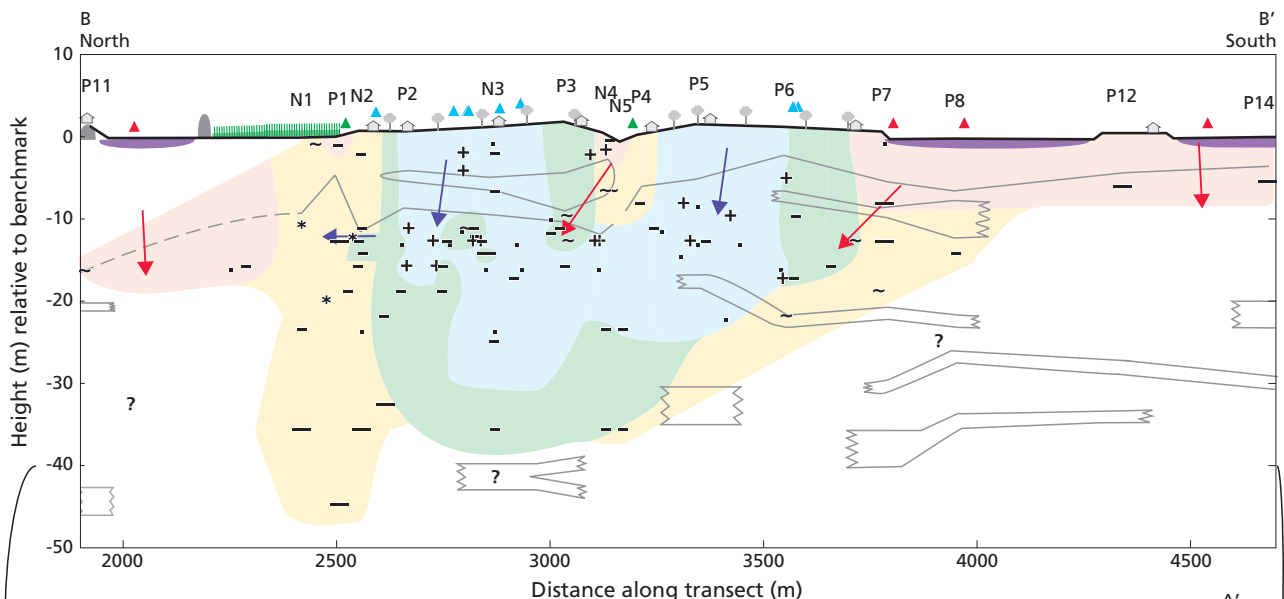 B
North
B'
South
P11 N1 P1 N2 P2 N3 P3 N4 N5 P4 P5 P6 P7 P8 P12 P14
Height (m) relative to benchmark
10
0
-10
-20
-30
-40
-50
?
?
?
2000 2500 3000 3500 4000 4500
Distance along transect (m)
A'